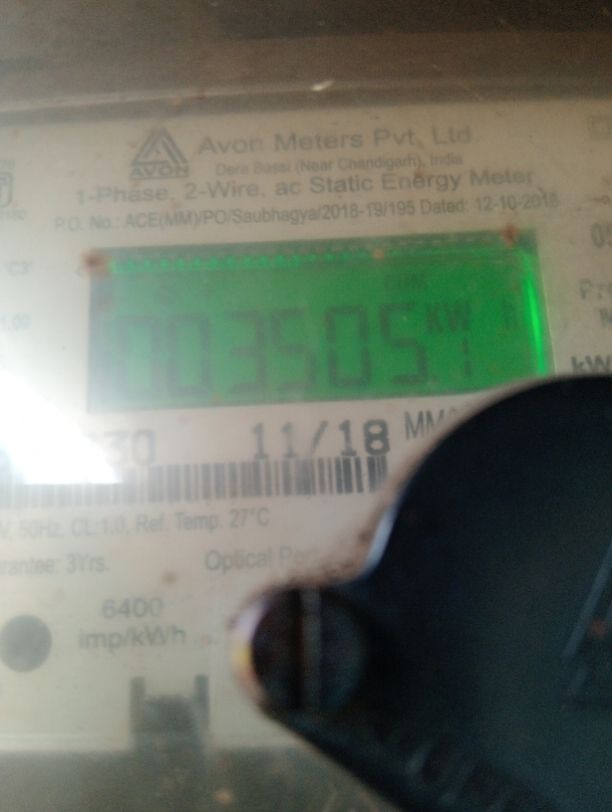 AVON
Avon Meters Pvt. Ltd.
Dera Bassi (Near Chandigarh), India
1-Phase, 2-Wire, ac Static Energy Meter
P.O. No.: ACE(MM)/PO/Saubhagya/2018-19/195 Dated: 12-10-2018
CUM
003505.1 KW h
30 11/18
V, 50Hz, CL:1.0, Ref. Temp. 27°C
3Yrs.
Optical
6400
imp/kWh